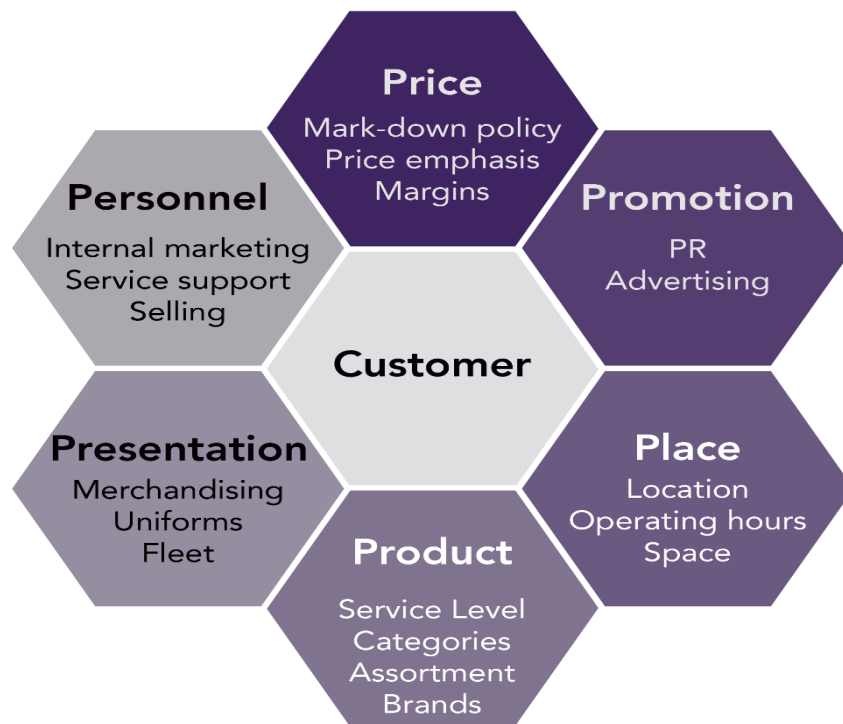 Price
Mark-down policy
Price emphasis
Margins
Promotion
PR
Advertising
Place
Location
Operating hours
Space
Product
Service Level
Categories
Assortment
Brands
Presentation
Merchandising
Uniforms
Fleet
Personnel
Internal marketing
Service support
Selling
Customer